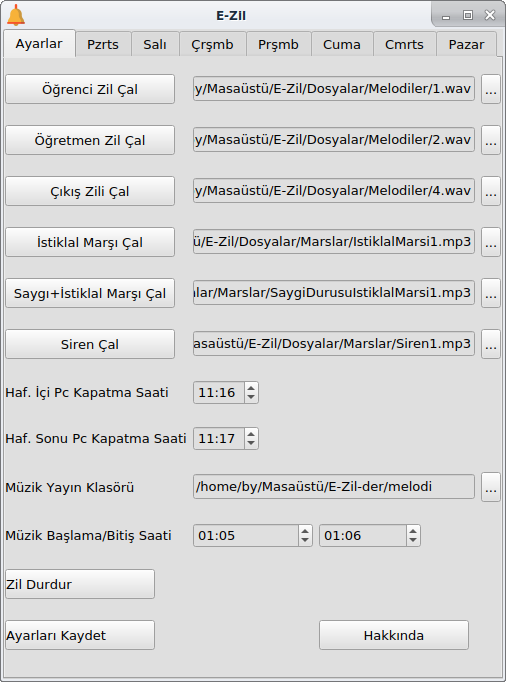 E-Zil
Ayarlar Pzrts Salı Çrşmb Prşmb Cuma Cmrts Pazar
Öğrenci Zil Çal y/Masaüstü/E-Zil/Dosyalar/Melodiler/1.wav ...
Öğretmen Zil Çal y/Masaüstü/E-Zil/Dosyalar/Melodiler/2.wav ...
Çıkış Zili Çal y/Masaüstü/E-Zil/Dosyalar/Melodiler/4.wav ...
İstiklal Marşı Çal ü/E-Zil/Dosyalar/Marslar/IstiklalMarsi1.mp3 ...
Saygı+İstiklal Marşı Çal lar/Marslar/SaygiDurusuIstiklalMarsi1.mp3 ...
Siren Çal asaüstü/E-Zil/Dosyalar/Marslar/Siren1.mp3 ...
Haf. İçi Pc Kapatma Saati 11:16
Haf. Sonu Pc Kapatma Saati 11:17
Müzik Yayın Klasörü /home/by/Masaüstü/E-Zil-der/melodi ...
Müzik Başlama/Bitiş Saati 01:05 01:06
Zil Durdur
Ayarları Kaydet Hakkında